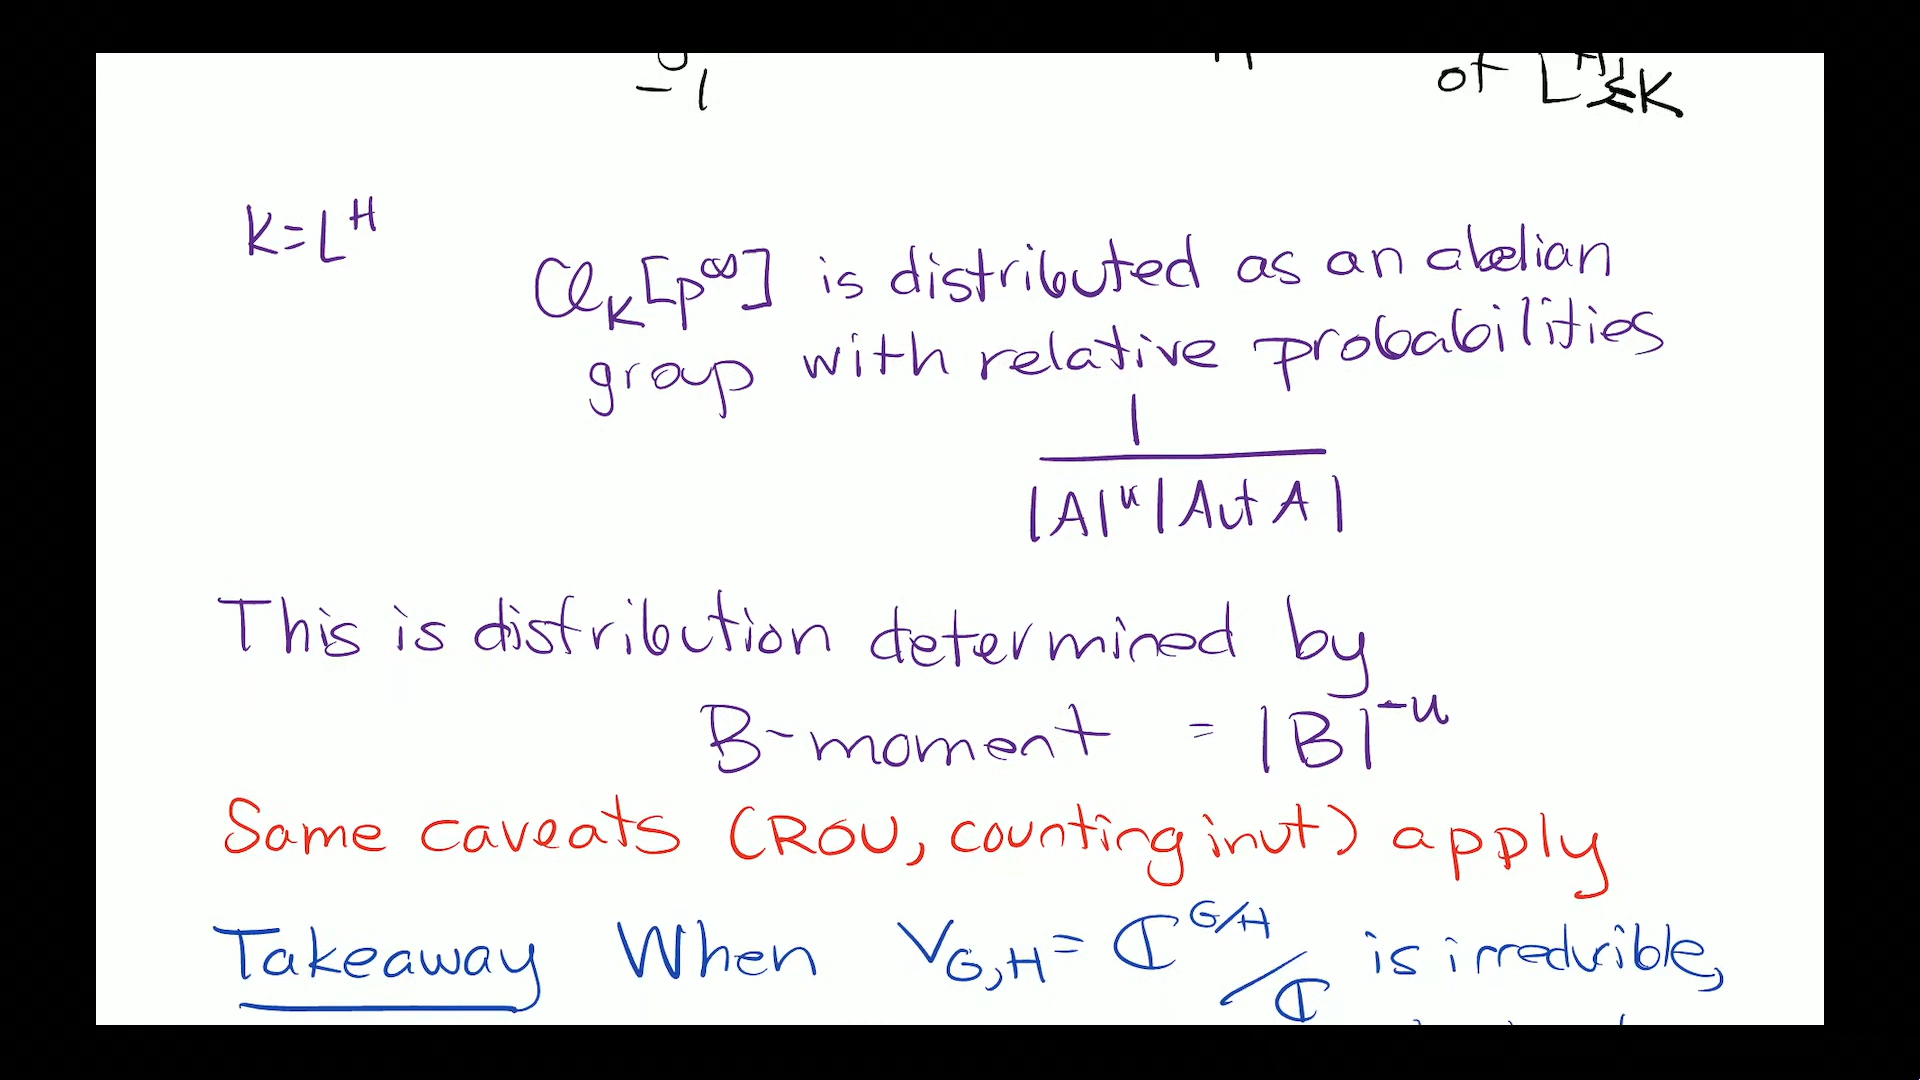 of L^H / K
K=L^H
Cl_K[p^∞] is distributed as an abelian
group with relative probabilities
1
|A|^u |Aut A|
This is distribution determined by
B-moment = |B|^-u
Same caveats (ROU, counting inut) apply
Takeaway When V_G,H = ℂ^G/H / ℂ is irreducible,